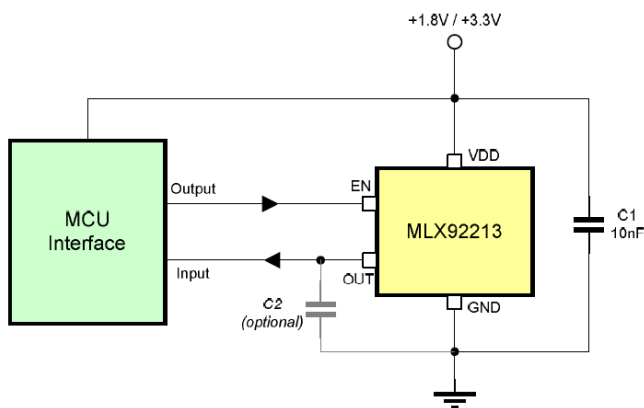 +1.8V / +3.3V
VDD
Output
EN
MCU
Interface
MLX92213
C1
10nF
Input
OUT
C2
(optional)
GND